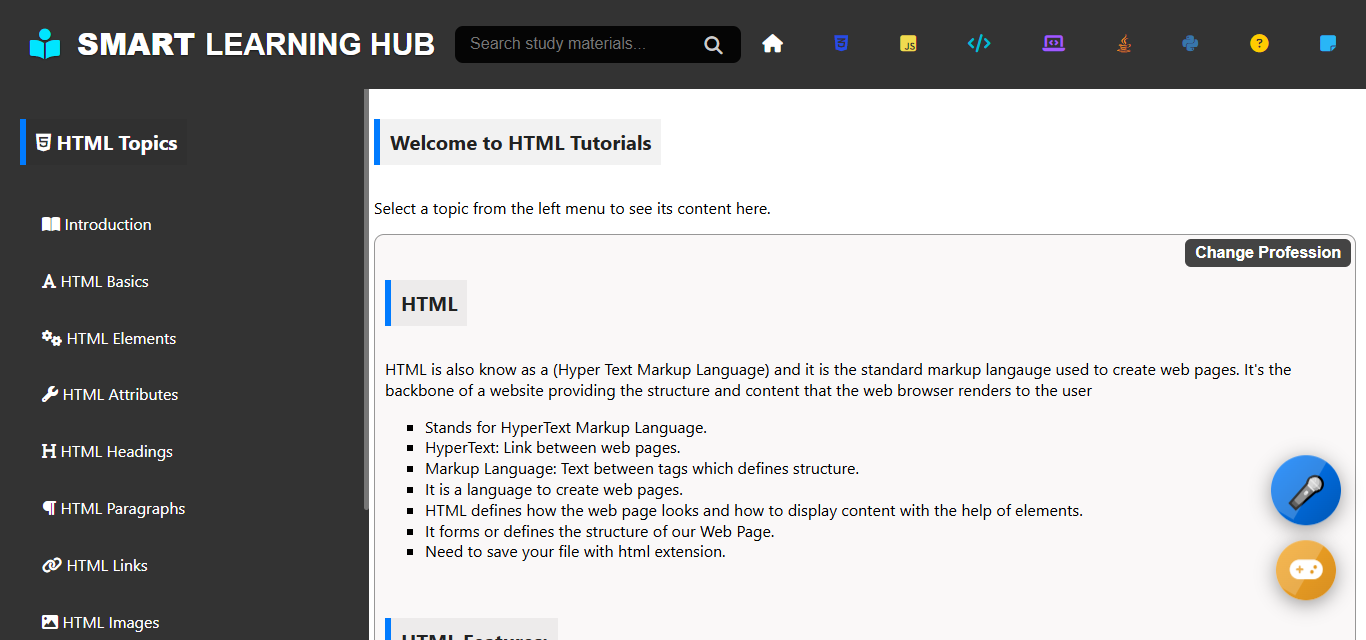 SMART LEARNING HUB
Search study materials...
JS
?
HTML Topics
Introduction
HTML Basics
HTML Elements
HTML Attributes
HTML Headings
HTML Paragraphs
HTML Links
HTML Images
Welcome to HTML Tutorials
Select a topic from the left menu to see its content here.
Change Profession
HTML
HTML is also know as a (Hyper Text Markup Language) and it is the standard markup langauge used to create web pages. It's the
backbone of a website providing the structure and content that the web browser renders to the user
Stands for HyperText Markup Language.
HyperText: Link between web pages.
Markup Language: Text between tags which defines structure.
It is a language to create web pages.
HTML defines how the web page looks and how to display content with the help of elements.
It forms or defines the structure of our Web Page.
Need to save your file with html extension.
HTML Features: